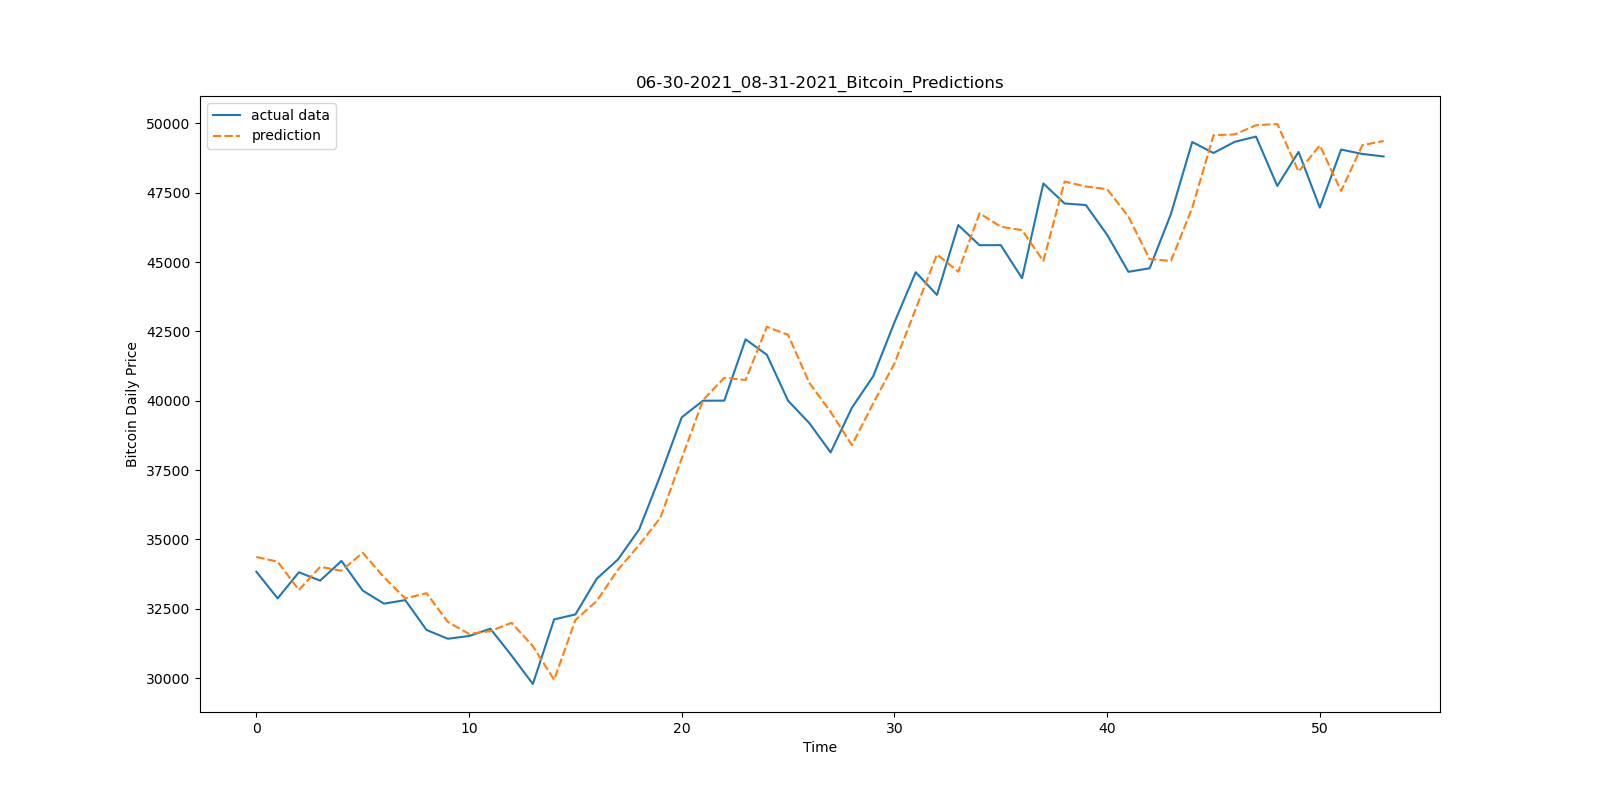 06-30-2021_08-31-2021_Bitcoin_Predictions
actual data
prediction
50000
47500
45000
42500
40000
37500
35000
32500
30000
Bitcoin Daily Price
0 10 20 30 40 50
Time